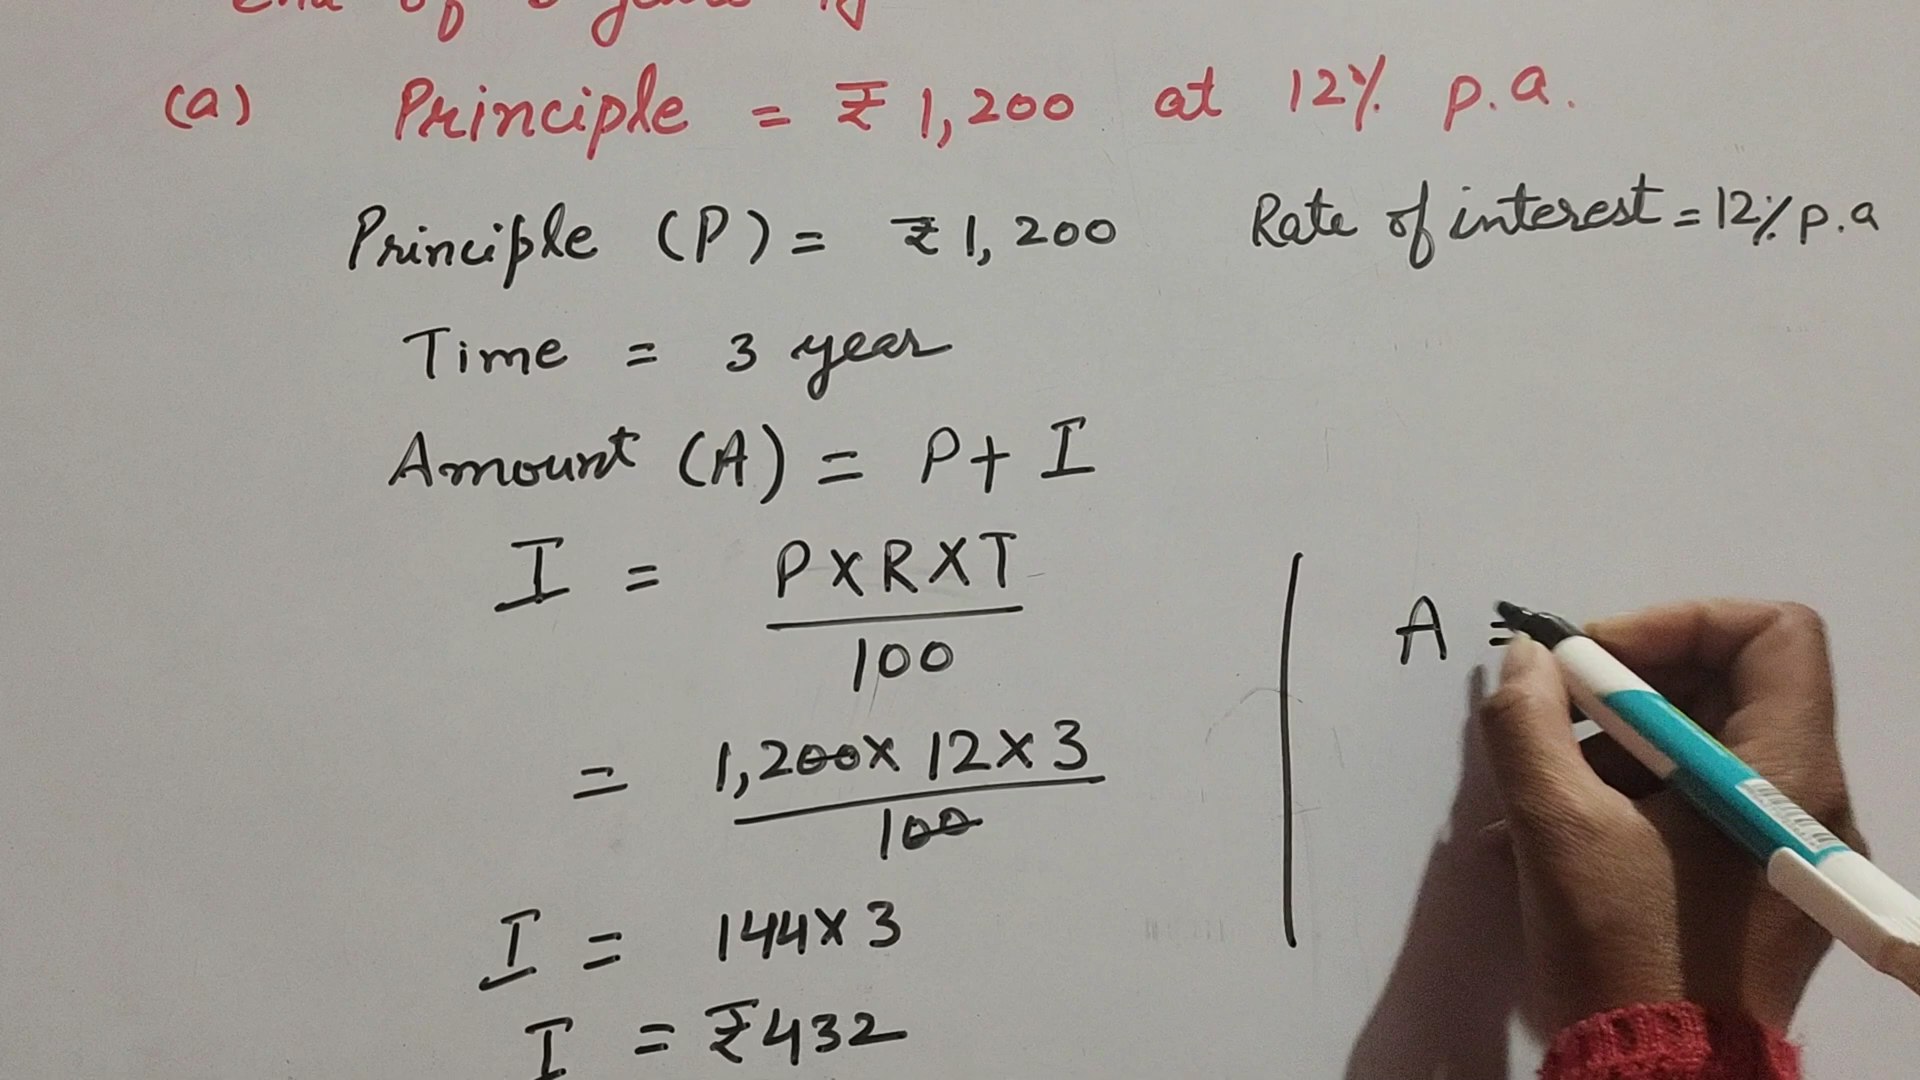 (a) Principle = ₹ 1,200 at 12% p.a.
Principle (P) = ₹1,200 Rate of interest = 12% p.a
Time = 3 year
Amount (A) = P + I
I = P X R X T
100
A =
= 1,200 x 12 x 3
100
I = 144 x 3
I = ₹432